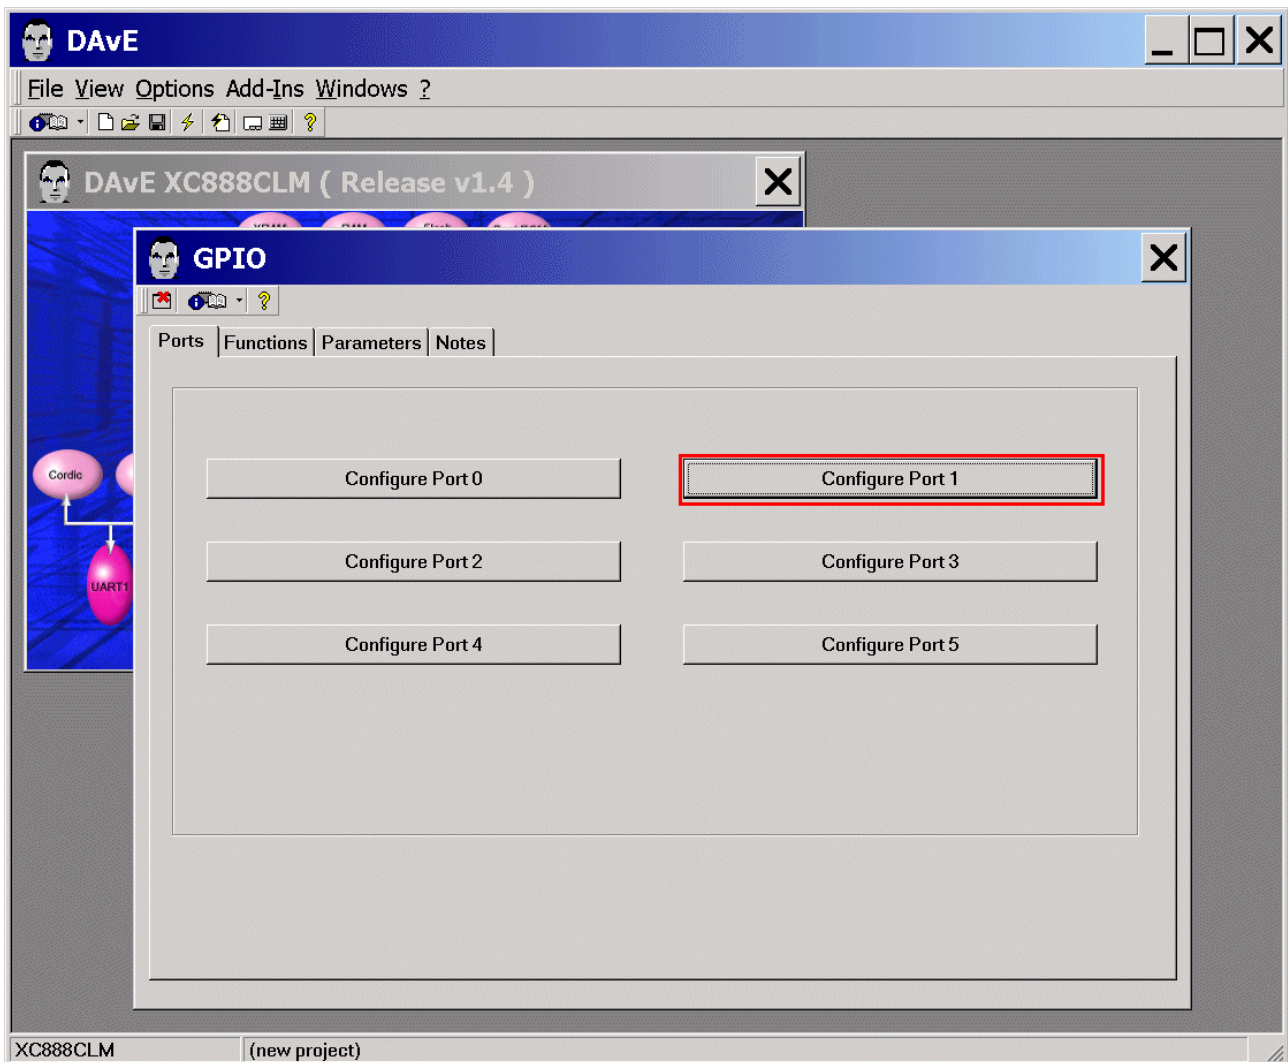 DAvE
File View Options Add-Ins Windows ?
DAvE XC888CLM ( Release v1.4 )
GPIO
Ports Functions Parameters Notes
Configure Port 0 Configure Port 1
Cordic
Configure Port 2 Configure Port 3
UART1
Configure Port 4 Configure Port 5
XC888CLM (new project)